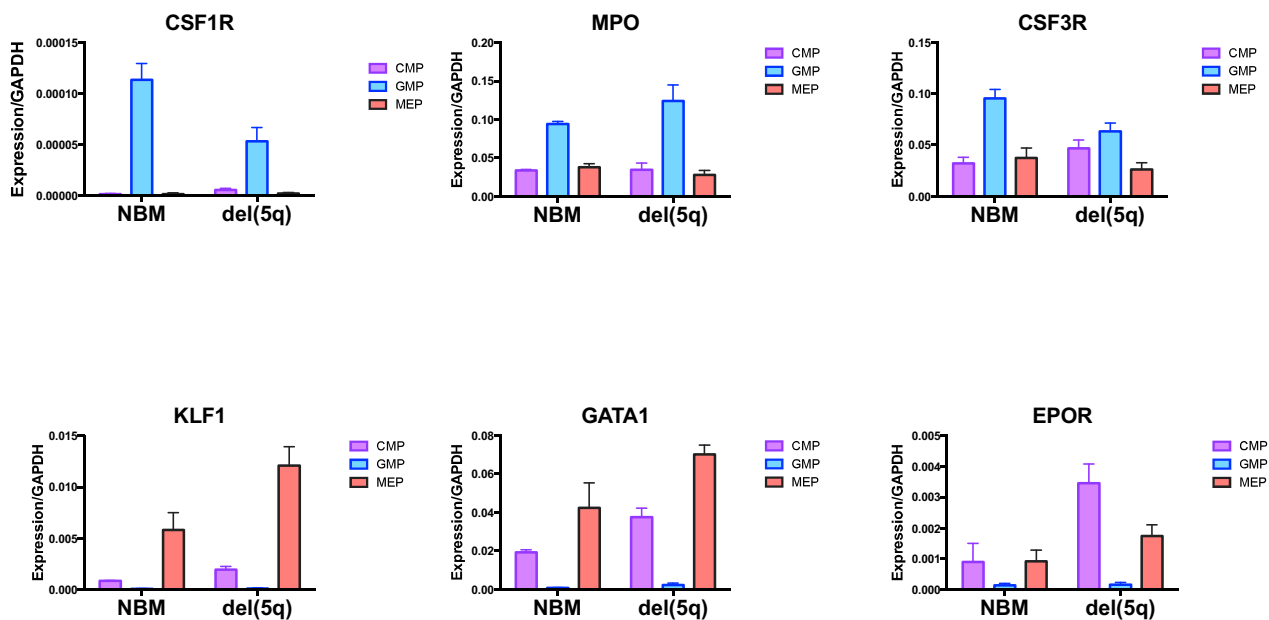 CSF1R
Expression/GAPDH
0.00015
0.00010
0.00005
0.00000
NBM
del(5q)
CMP
GMP
MEP
MPO
Expression/GAPDH
0.20
0.15
0.10
0.05
0.00
NBM
del(5q)
CMP
GMP
MEP
CSF3R
Expression/GAPDH
0.15
0.10
0.05
0.00
NBM
del(5q)
CMP
GMP
MEP
KLF1
Expression/GAPDH
0.015
0.010
0.005
0.000
NBM
del(5q)
CMP
GMP
MEP
GATA1
Expression/GAPDH
0.08
0.06
0.04
0.02
0.00
NBM
del(5q)
CMP
GMP
MEP
EPOR
Expression/GAPDH
0.005
0.004
0.003
0.002
0.001
0.000
NBM
del(5q)
CMP
GMP
MEP